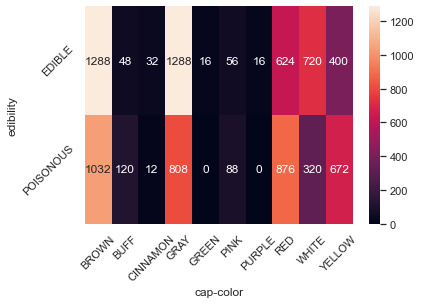 EDIBLE 1288 48 32 1288 16 56 16 624 720 400
POISONOUS 1032 120 12 808 0 88 0 876 320 672
edibility
BROWN BUFF CINNAMON GRAY GREEN PINK PURPLE RED WHITE YELLOW
cap-color
1200
1000
800
600
400
200
0